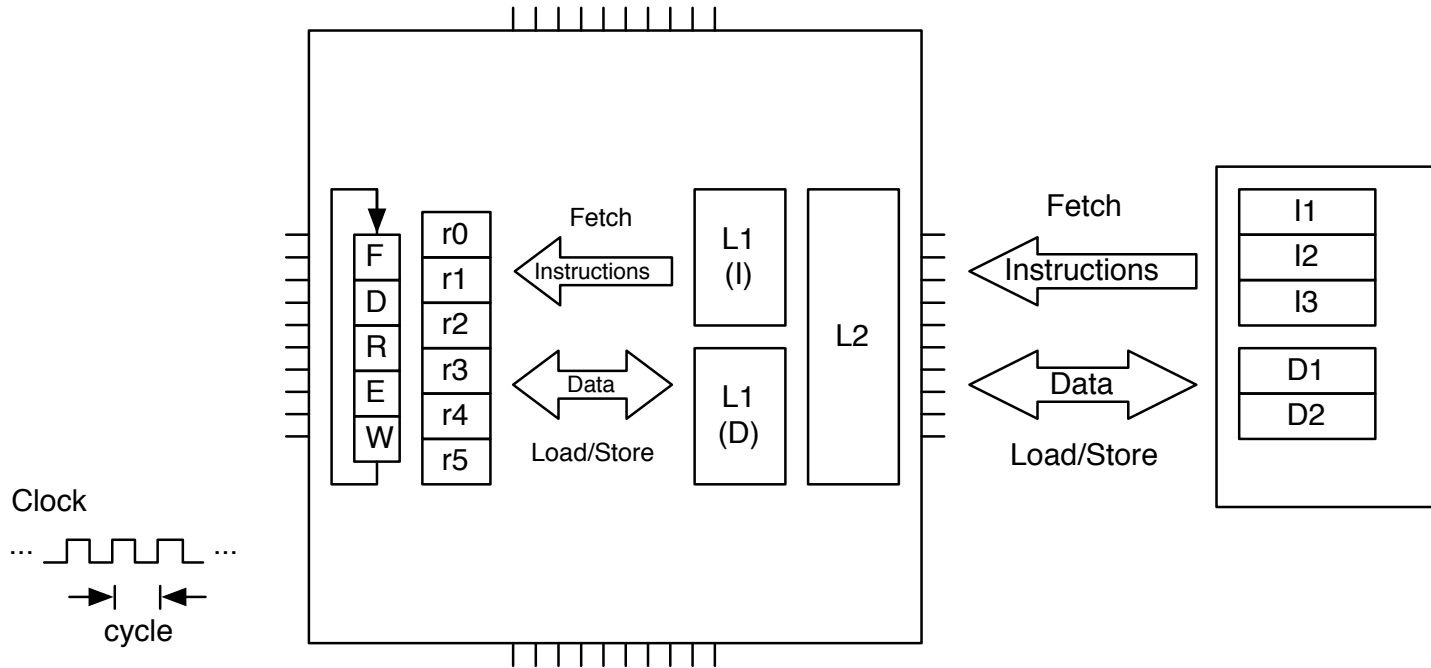 F
D
R
E
W
r0
r1
r2
r3
r4
r5
Fetch
Instructions
Data
Load/Store
L1
(I)
L1
(D)
L2
Fetch
Instructions
Data
Load/Store
I1
I2
I3
D1
D2
Clock
... ...
cycle